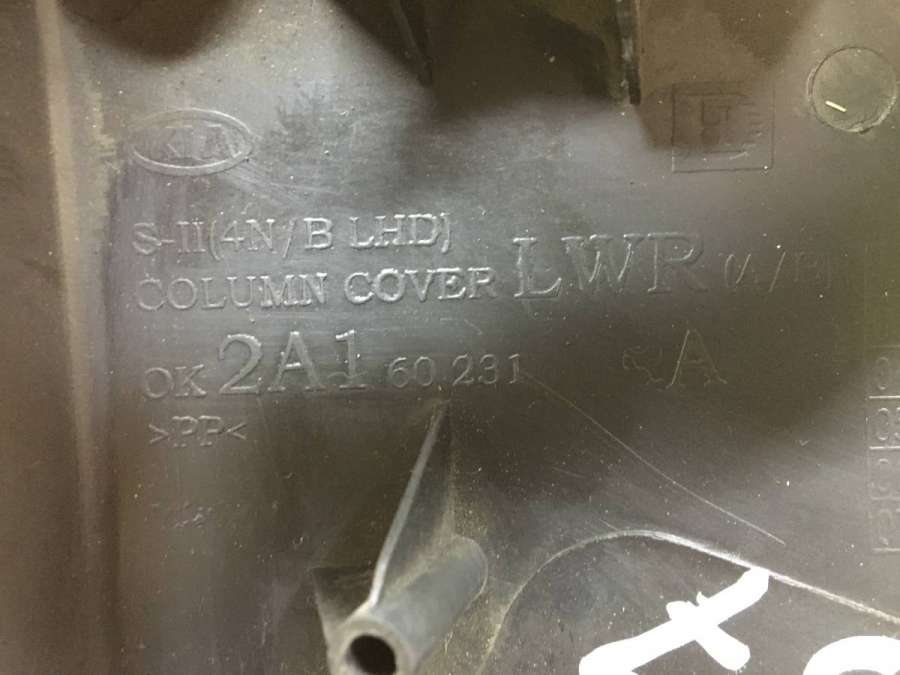 KIA
S-II(4N/B LHD)
COLUMN COVER LWR
OK 2A1 60 231 A
>PP<